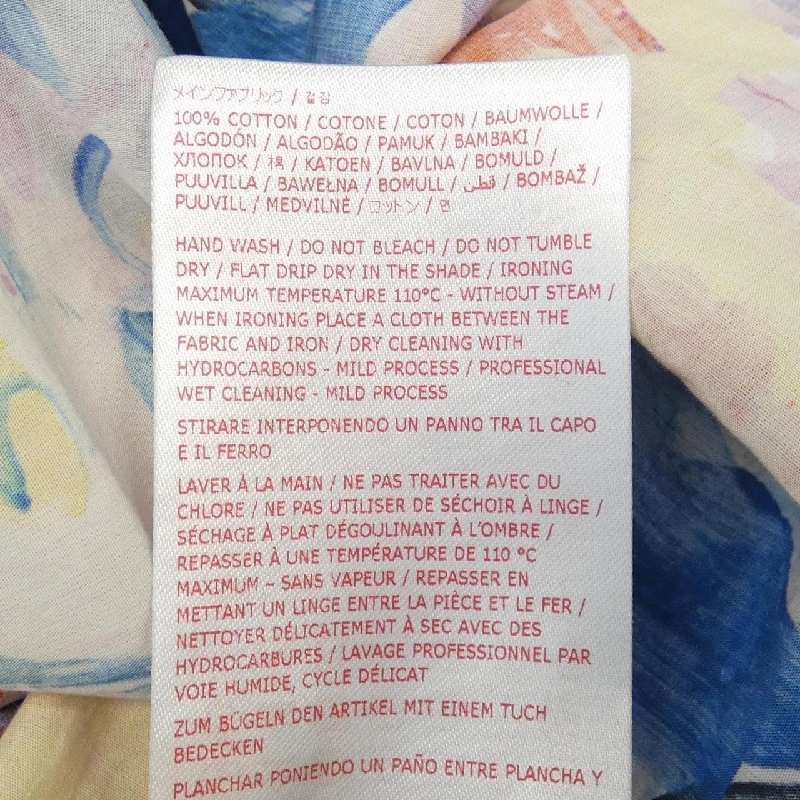 メインファブリック / 겉감
100% COTTON / COTONE / COTON / BAUMWOLLE /
ALGODÓN / ALGODÃO / PAMUK / BAMBAKI /
ХЛОПОК / 棉 / KATOEN / BAVLNA / BOMULD /
PUUVILLA / BAWEŁNA / BOMULL / قطن / BOMBAŽ /
PUUVILL / MEDVILNĖ / コットン / 면
HAND WASH / DO NOT BLEACH / DO NOT TUMBLE
DRY / FLAT DRIP DRY IN THE SHADE / IRONING
MAXIMUM TEMPERATURE 110°C - WITHOUT STEAM /
WHEN IRONING PLACE A CLOTH BETWEEN THE
FABRIC AND IRON / DRY CLEANING WITH
HYDROCARBONS - MILD PROCESS / PROFESSIONAL
WET CLEANING - MILD PROCESS
STIRARE INTERPONENDO UN PANNO TRA IL CAPO
E IL FERRO
LAVER À LA MAIN / NE PAS TRAITER AVEC DU
CHLORE / NE PAS UTILISER DE SÉCHOIR À LINGE /
SÉCHAGE À PLAT DÉGOULINANT À L'OMBRE /
REPASSER À UNE TEMPÉRATURE DE 110 °C
MAXIMUM – SANS VAPEUR / REPASSER EN
METTANT UN LINGE ENTRE LA PIÈCE ET LE FER /
NETTOYER DÉLICATEMENT À SEC AVEC DES
HYDROCARBURES / LAVAGE PROFESSIONNEL PAR
VOIE HUMIDE, CYCLE DÉLICAT
ZUM BÜGELN DEN ARTIKEL MIT EINEM TUCH
BEDECKEN
PLANCHAR PONIENDO UN PAÑO ENTRE PLANCHA Y